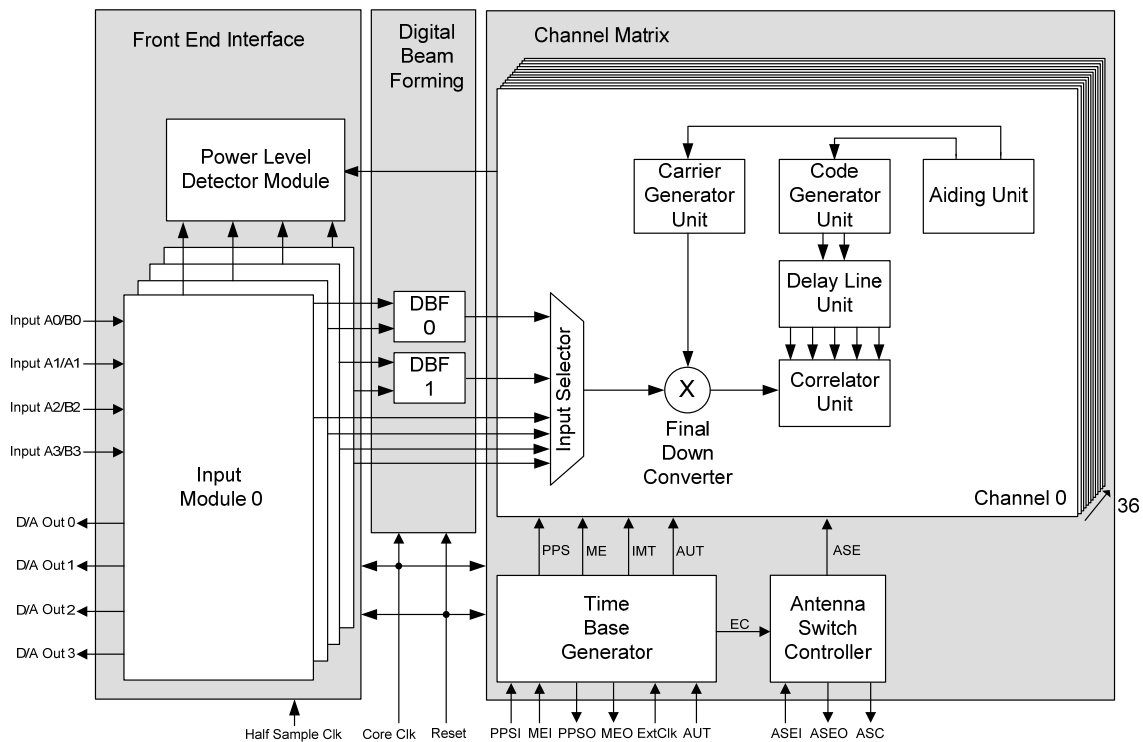 Front End Interface
Digital
Beam
Forming
Channel Matrix
Power Level
Detector Module
Carrier
Generator
Unit
Code
Generator
Unit
Aiding Unit
Delay Line
Unit
DBF
0
DBF
1
Input Selector
X
Final
Down
Converter
Correlator
Unit
Input A0/B0
Input A1/A1
Input A2/B2
Input A3/B3
Input
Module 0
D/A Out 0
D/A Out 1
D/A Out 2
D/A Out 3
Channel 0
36
PPS
ME
IMT
AUT
ASE
Time
Base
Generator
EC
Antenna
Switch
Controller
Half Sample Clk
Core Clk
Reset
PPSI
MEI
PPSO
MEO
ExtClk
AUT
ASEI
ASEO
ASC